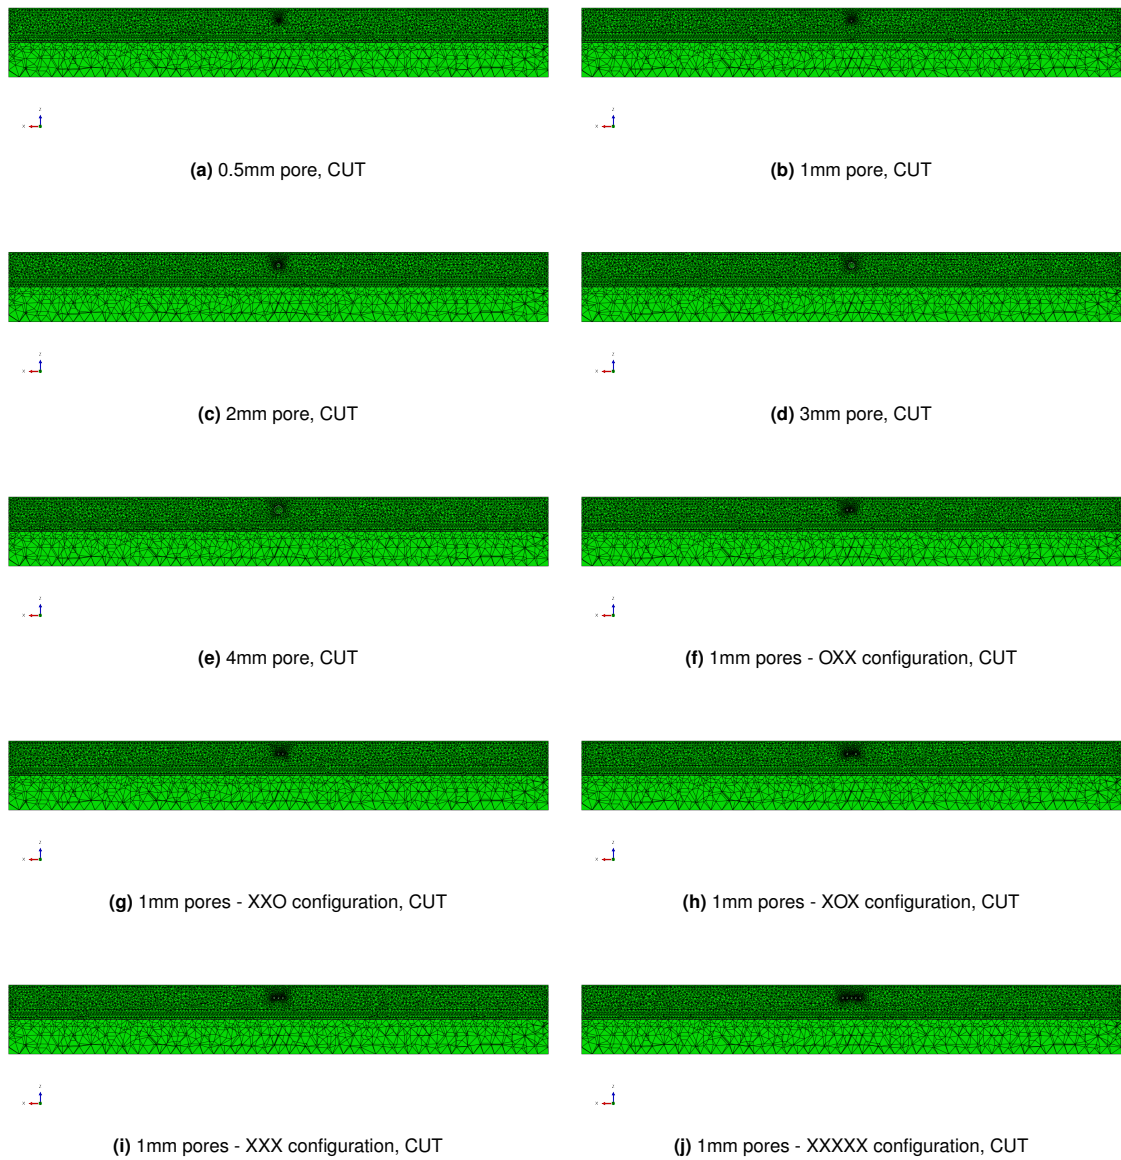 (a) 0.5mm pore, CUT
(b) 1mm pore, CUT
(c) 2mm pore, CUT
(d) 3mm pore, CUT
(e) 4mm pore, CUT
(f) 1mm pores - OXX configuration, CUT
(g) 1mm pores - XXO configuration, CUT
(h) 1mm pores - XOX configuration, CUT
(i) 1mm pores - XXX configuration, CUT
(j) 1mm pores - XXXXX configuration, CUT